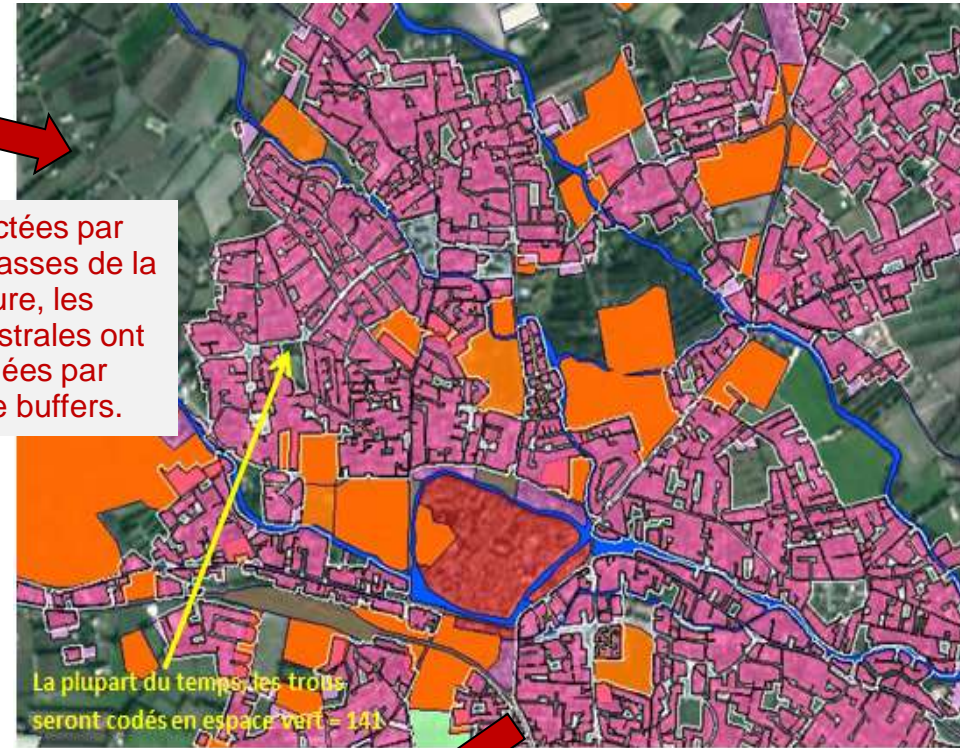 ctées par
asses de la
ure, les
strales ont
ées par
e buffers.
La plupart du temps, les trous
seront codés en espace vert = 141